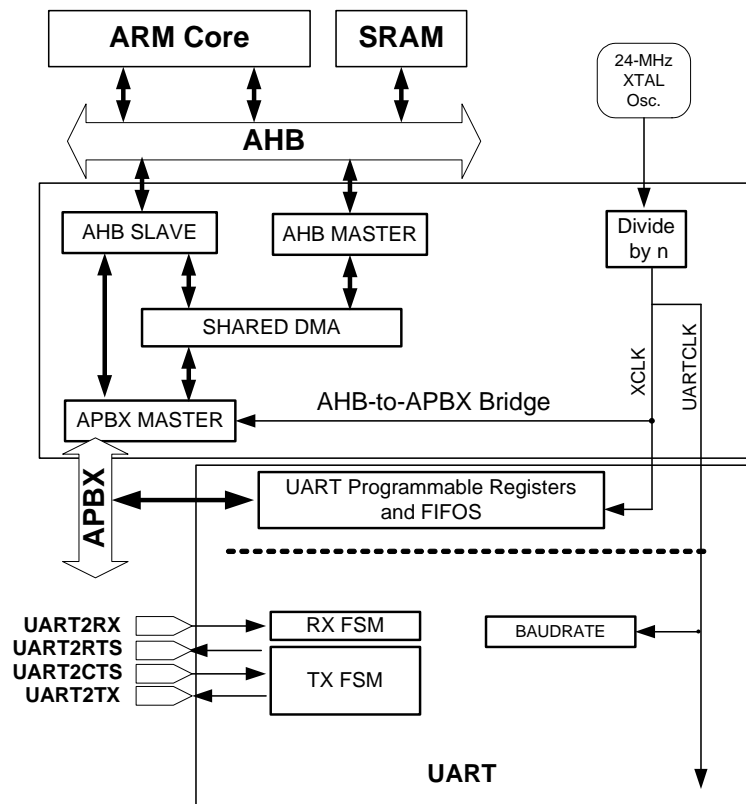 ARM Core
SRAM
24-MHz
XTAL
Osc.
AHB
AHB SLAVE
AHB MASTER
Divide
by n
SHARED DMA
XCLK
UARTCLK
AHB-to-APBX Bridge
APBX MASTER
APBX
UART Programmable Registers
and FIFOS
UART2RX
RX FSM
BAUDRATE
UART2RTS
UART2CTS
TX FSM
UART2TX
UART